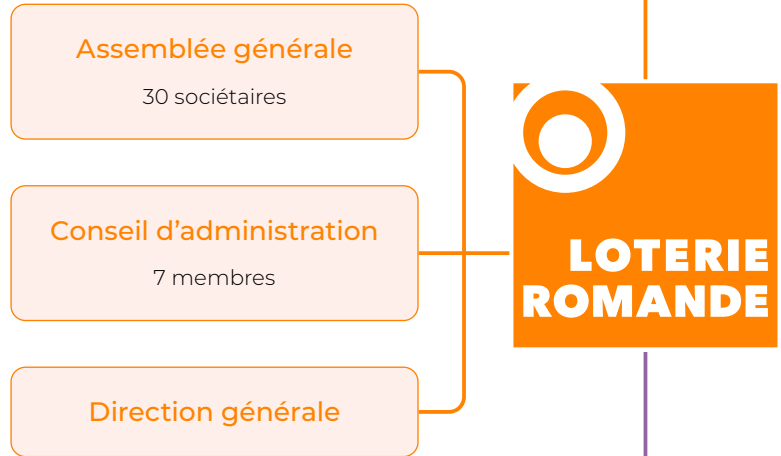 Assemblée générale
30 sociétaires
Conseil d’administration
7 membres
Direction générale
LOTERIE
ROMANDE